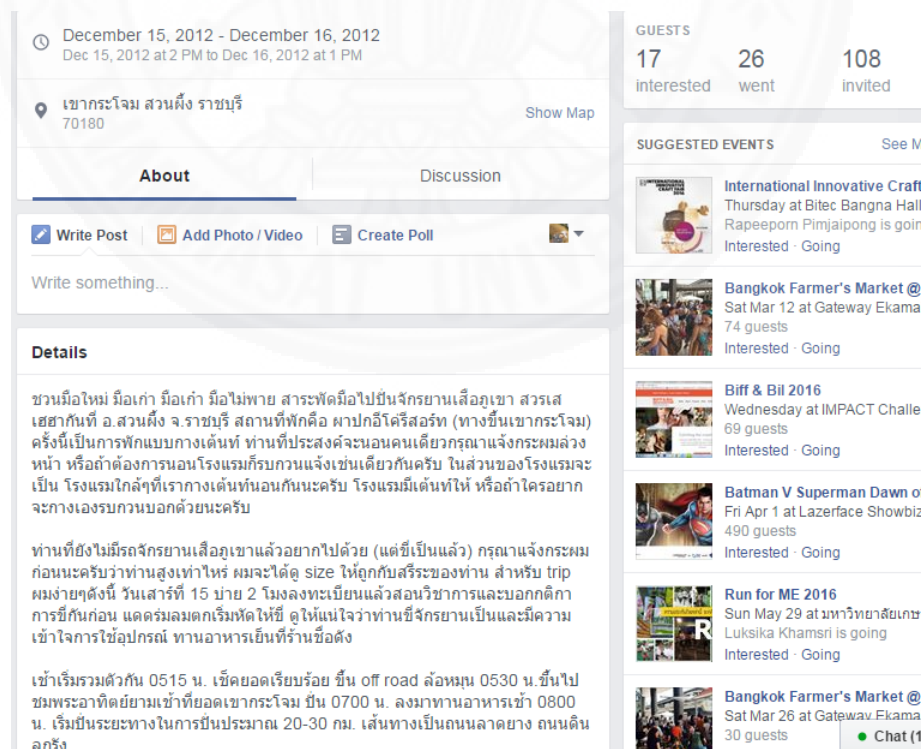 December 15, 2012 - December 16, 2012
Dec 15, 2012 at 2 PM to Dec 16, 2012 at 1 PM
เขากระโจม สวนผึ้ง ราชบุรี
70180
Show Map
About
Discussion
Write Post
Add Photo / Video
Create Poll
Write something...
Details
ชวนมือใหม่ มือเก่า มือเก๋า มือไม่พาย สาระพัดมือไปปั่นจักรยานเสือภูเขา สวรเส
เฮฮากันที่ อ.สวนผึ้ง จ.ราชบุรี สถานที่พักคือ ผาปกอีโค่รีสอร์ท (ทางขึ้นเขากระโจม)
ครั้งนี้เป็นการพักแบบกางเต้นท์ ท่านที่ประสงค์จะนอนคนเดียวกรุณาแจ้งกระผมล่วง
หน้า หรือถ้าต้องการนอนโรงแรมก็รบกวนแจ้งเช่นเดียวกันครับ ในส่วนของโรงแรมจะ
เป็น โรงแรมใกล้ๆที่เรากางเต้นท์นอนกันนะครับ โรงแรมมีเต้นท์ให้ หรือถ้าใครอยาก
จะกางเองรบกวนบอกด้วยนะครับ
ท่านที่ยังไม่มีรถจักรยานเสือภูเขาแล้วอยากไปด้วย (แต่ขี่เป็นแล้ว) กรุณาแจ้งกระผม
ก่อนนะครับว่าท่านสูงเท่าไหร่ ผมจะได้ดู size ให้ถูกกับสรีระของท่าน สำหรับ trip
ผมง่ายๆดังนี้ วันเสาร์ที่ 15 บ่าย 2 โมงลงทะเบียนแล้วสอนวิชาการและบอกกติกา
การขี่กันก่อน แดดร่มลมตกเริ่มหัดให้ขี่ ดูให้แน่ใจว่าท่านขี่จักรยานเป็นและมีความ
เข้าใจการใช้อุปกรณ์ ทานอาหารเย็นที่ร้านชื่อดัง
เช้าเริ่มรวมตัวกัน 0515 น. เช็คยอดเรียบร้อย ขึ้น off road ล้อหมุน 0530 น.ขึ้นไป
ชมพระอาทิตย์ยามเช้าที่ยอดเขากระโจม ปั่น 0700 น. ลงมาทานอาหารเช้า 0800
น. เริ่มปั่นระยะทางในการปั่นประมาณ 20-30 กม. เส้นทางเป็นถนนลาดยาง ถนนดิน
ลูกรัง
GUESTS
17 26 108
interested went invited
SUGGESTED EVENTS
See M
International Innovative Craft
Thursday at Bitec Bangna Hall
Rapeeporn Pimjaipong is goin
Interested · Going
Bangkok Farmer's Market @
Sat Mar 12 at Gateway Ekama
74 guests
Interested · Going
Biff & Bil 2016
Wednesday at IMPACT Challe
69 guests
Interested · Going
Batman V Superman Dawn o
Fri Apr 1 at Lazerface Showbiz
490 guests
Interested · Going
Run for ME 2016
Sun May 29 at มหาวิทยาลัยเกษ
Luksika Khamsri is going
Interested · Going
Bangkok Farmer's Market @
Sat Mar 26 at Gateway Ekama
30 guests
Chat (1